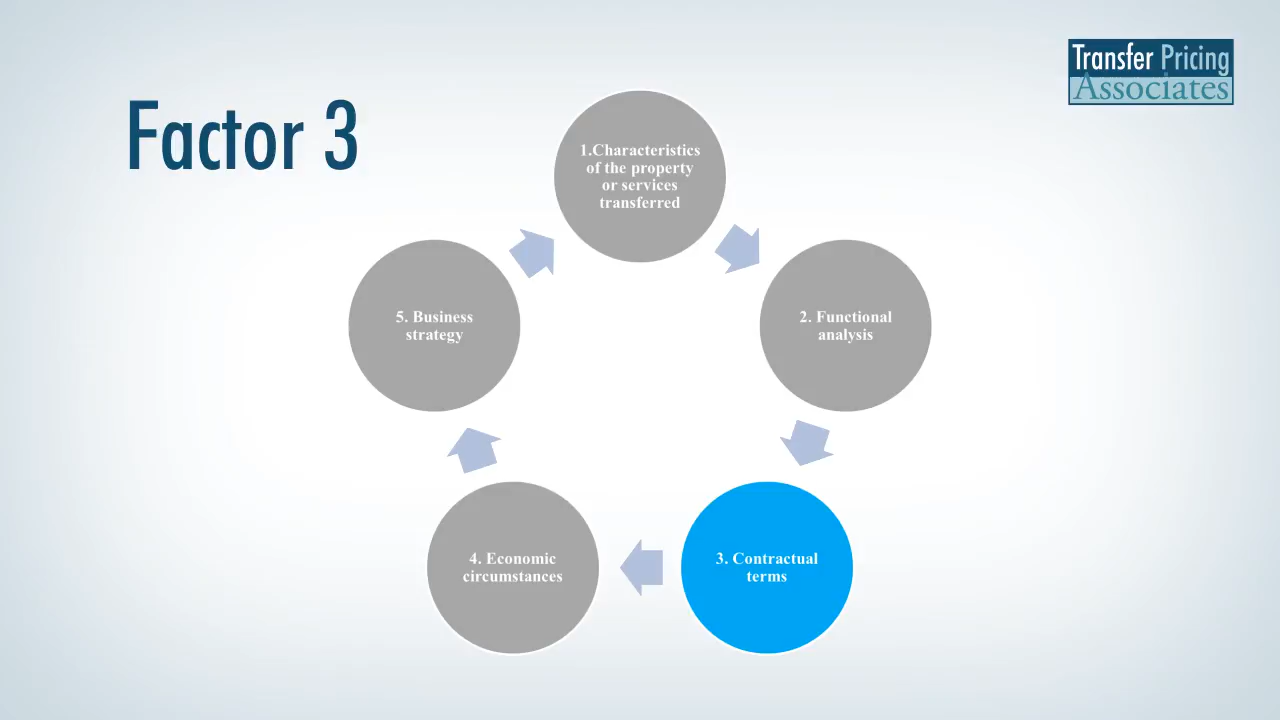 Transfer Pricing
Associates
Factor 3
1.Characteristics
of the property
or services
transferred
2. Functional
analysis
3. Contractual
terms
4. Economic
circumstances
5. Business
strategy